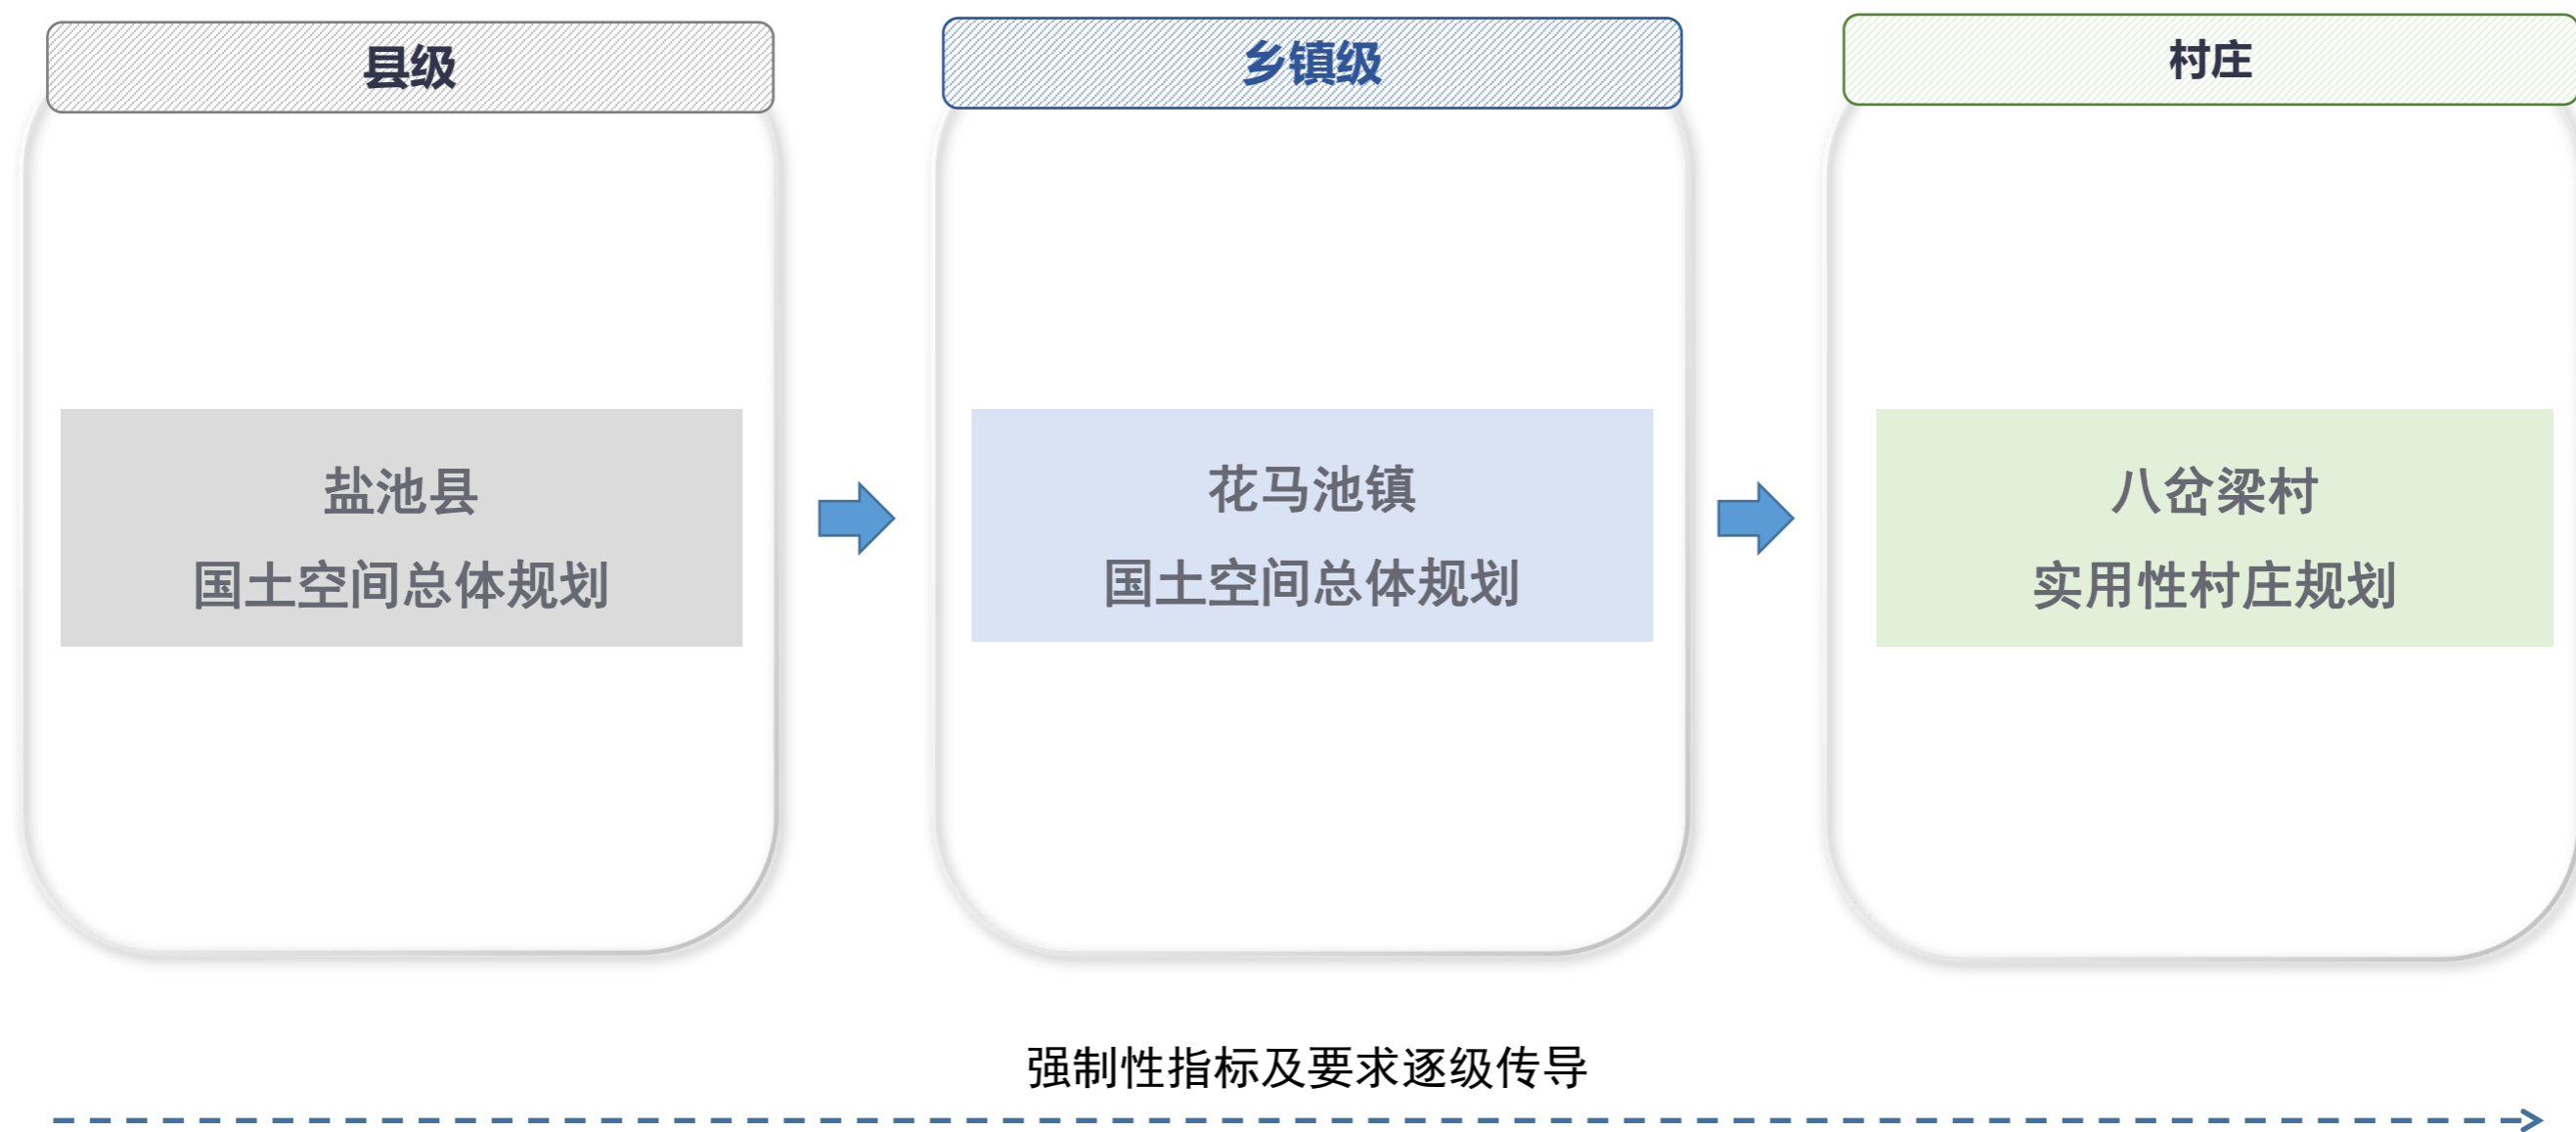 县级
乡镇级
村庄
盐池县
国土空间总体规划
花马池镇
国土空间总体规划
八岔梁村
实用性村庄规划
强制性指标及要求逐级传导